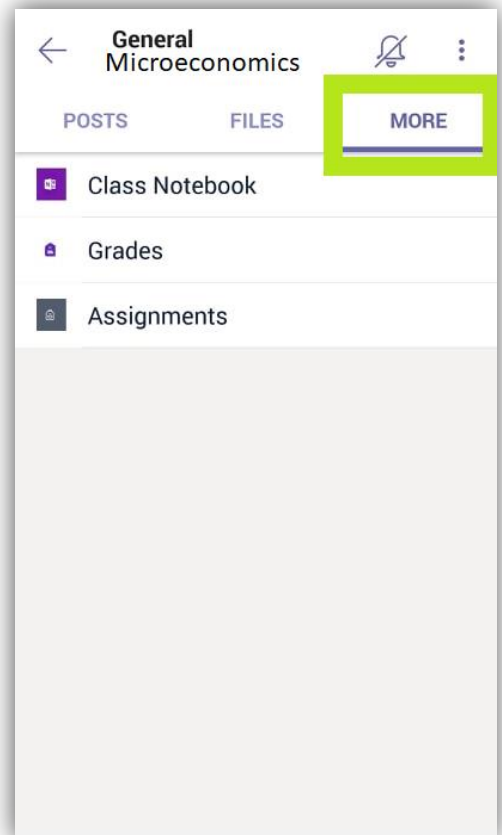 General
Microeconomics
POSTS FILES MORE
Class Notebook
Grades
Assignments